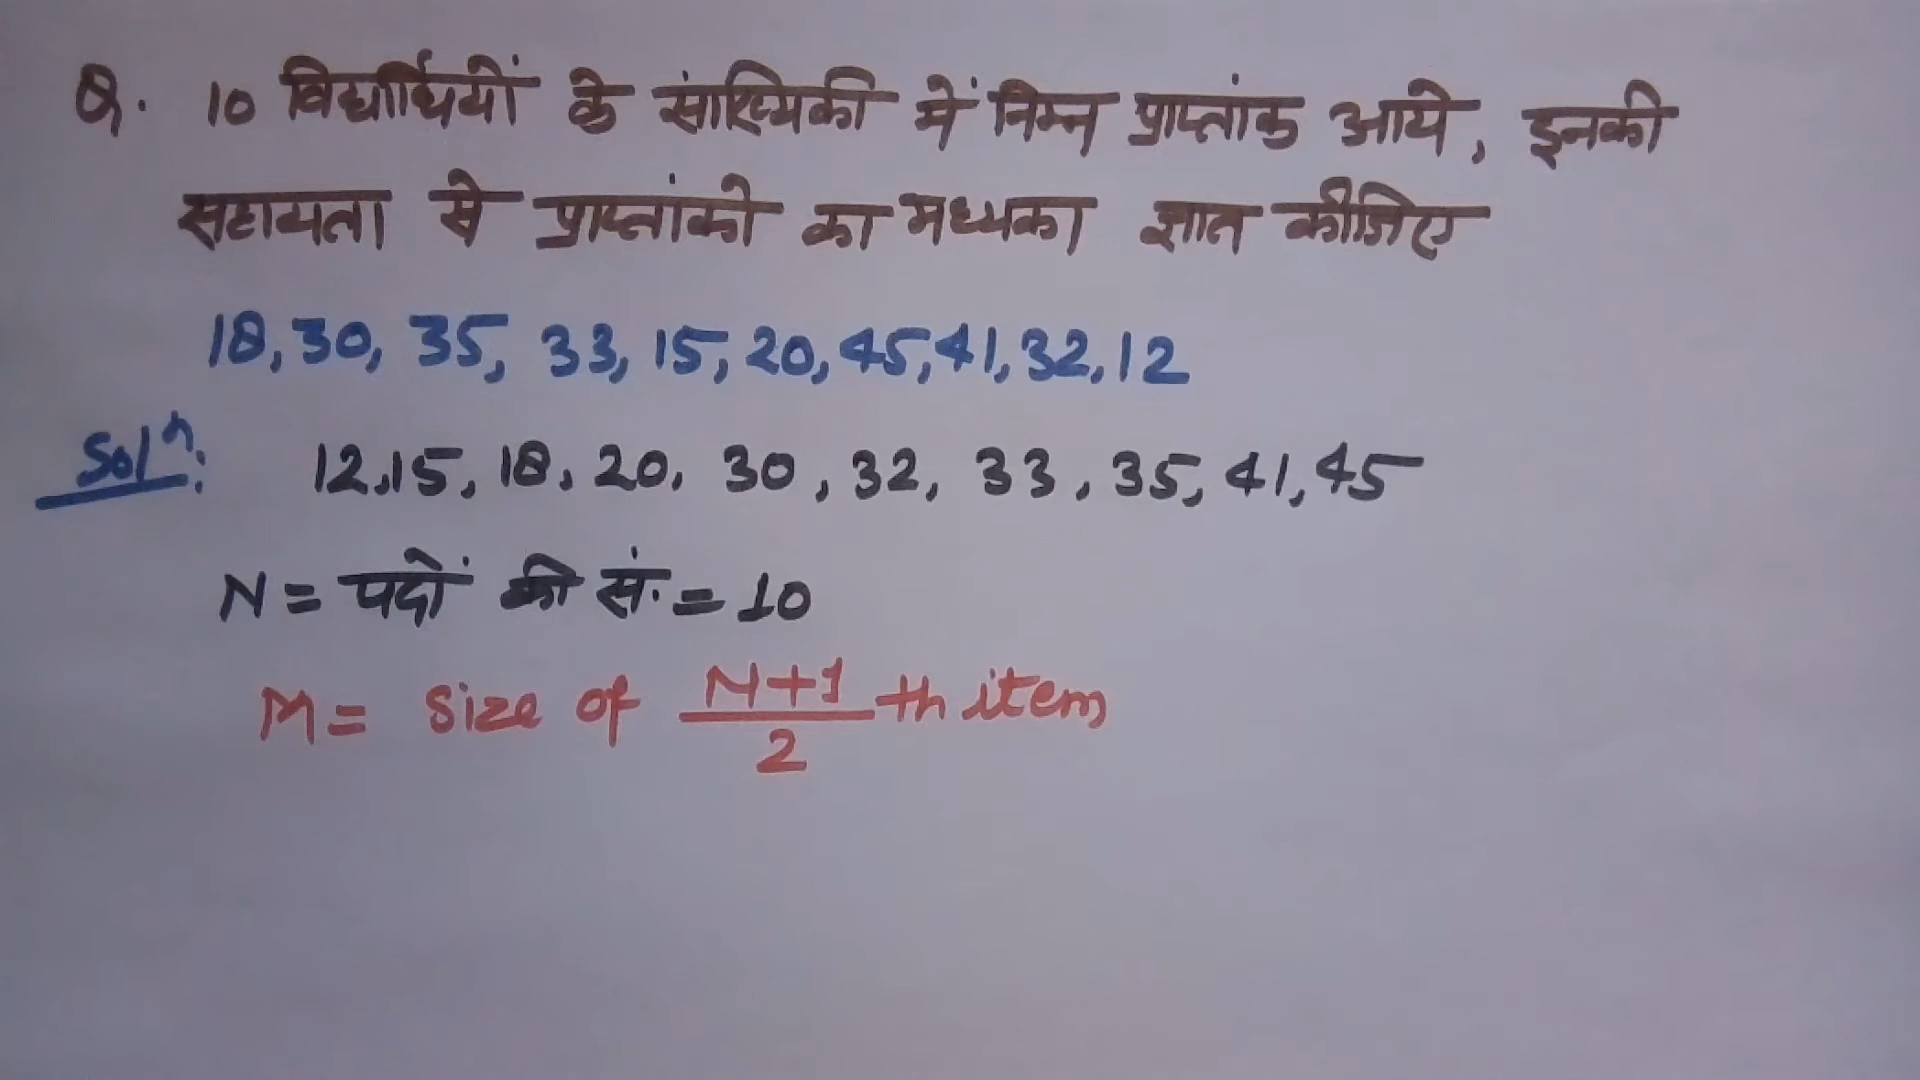 Q. 10 विद्यार्थियों के सांख्यिकी में निम्न प्राप्तांक आये, इनकी
सहायता से प्राप्तांको का मध्यका ज्ञात कीजिए
18, 30, 35, 33, 15, 20, 45, 41, 32, 12
Solⁿ: 12, 15, 18, 20, 30, 32, 33, 35, 41, 45
N = पदों की सं. = 10
M = Size of \frac{N+1}{2} th item